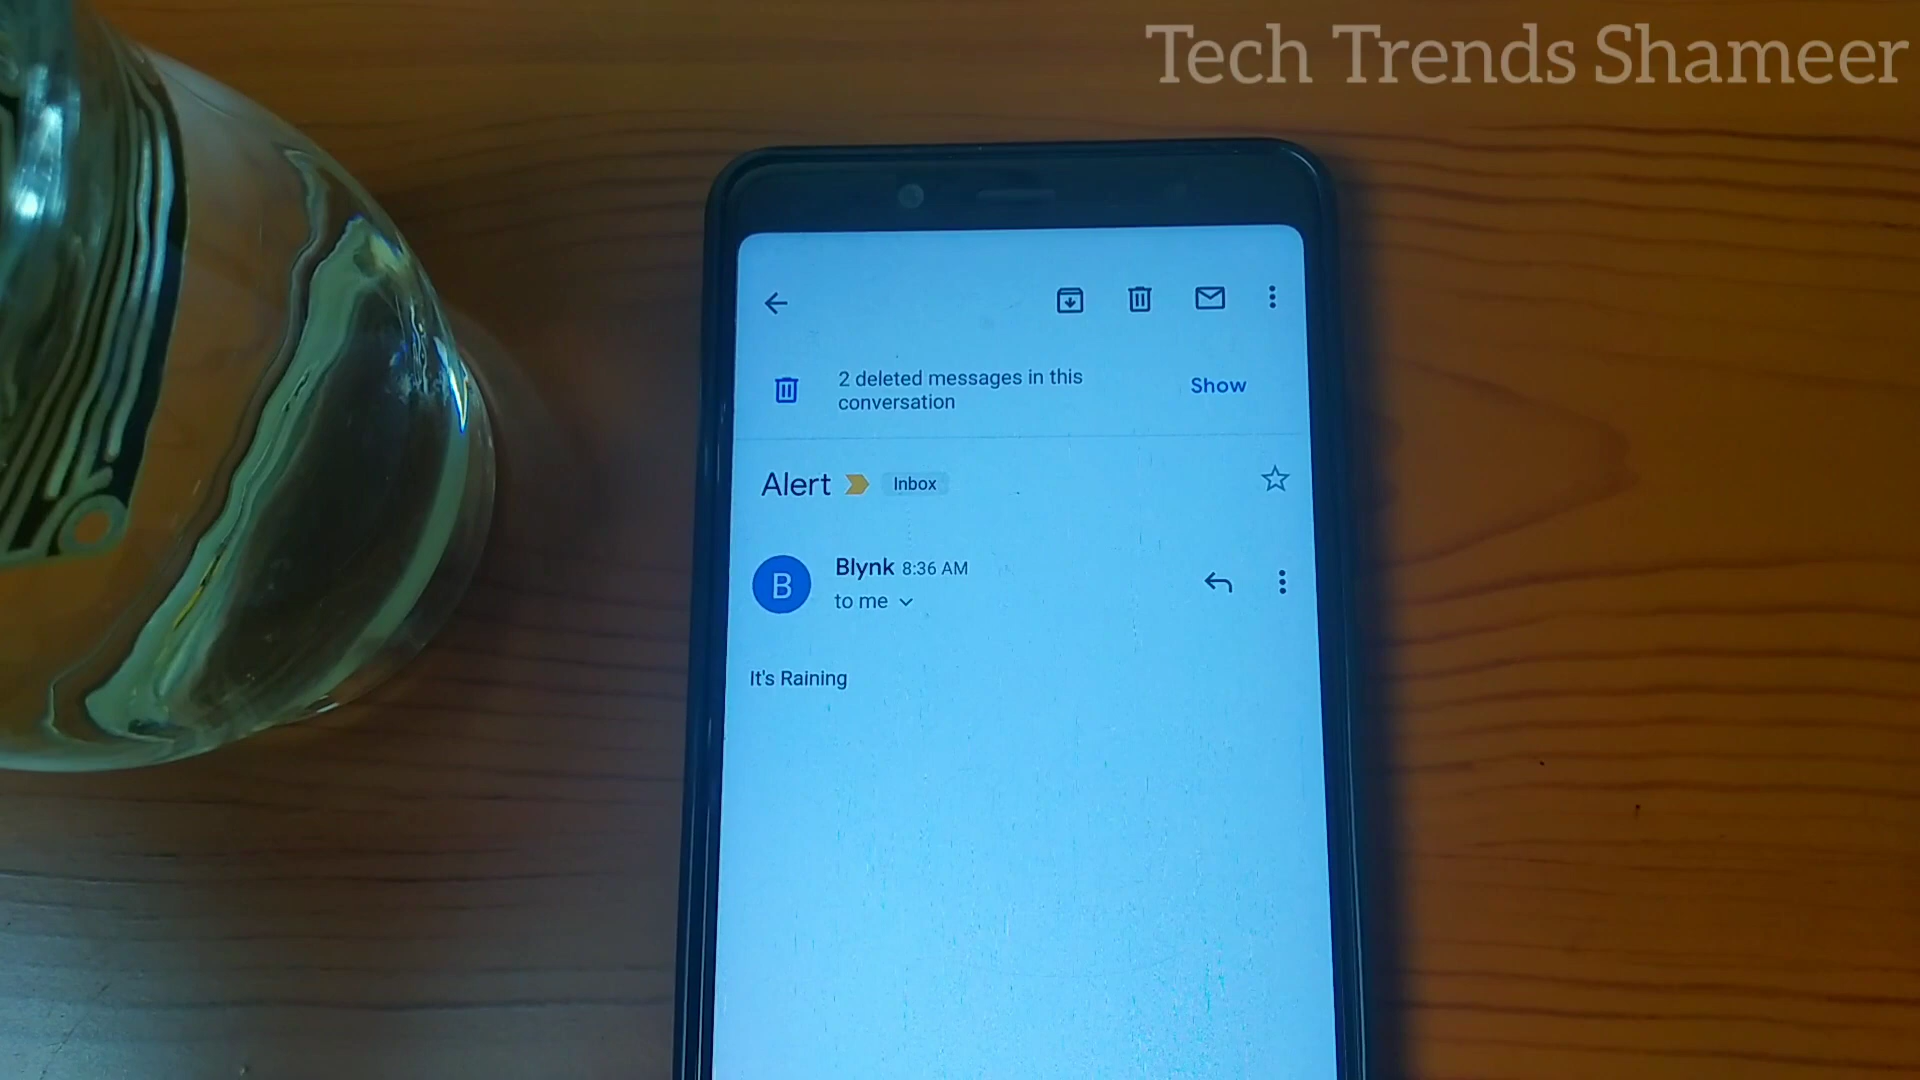 Tech Trends Shameer
2 deleted messages in this
conversation
Show
Alert
Inbox
B
Blynk 8:36 AM
to me
It's Raining